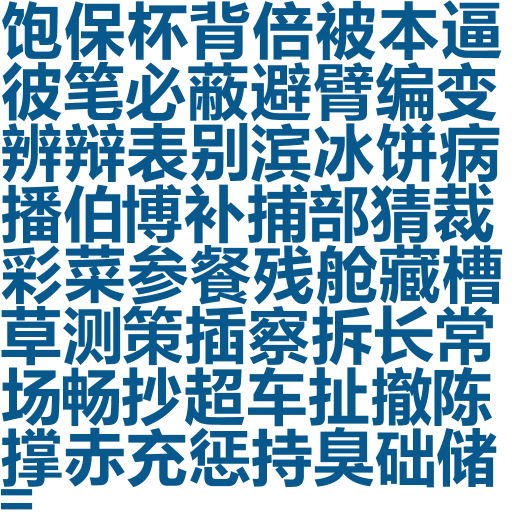 饱保杯背倍被本逼
彼笔必蔽避臂编变
辨辩表别滨冰饼病
播伯博补捕部猜裁
彩菜参餐残舱藏槽
草测策插察拆长常
场畅抄超车扯撤陈
撑赤充惩持臭础储